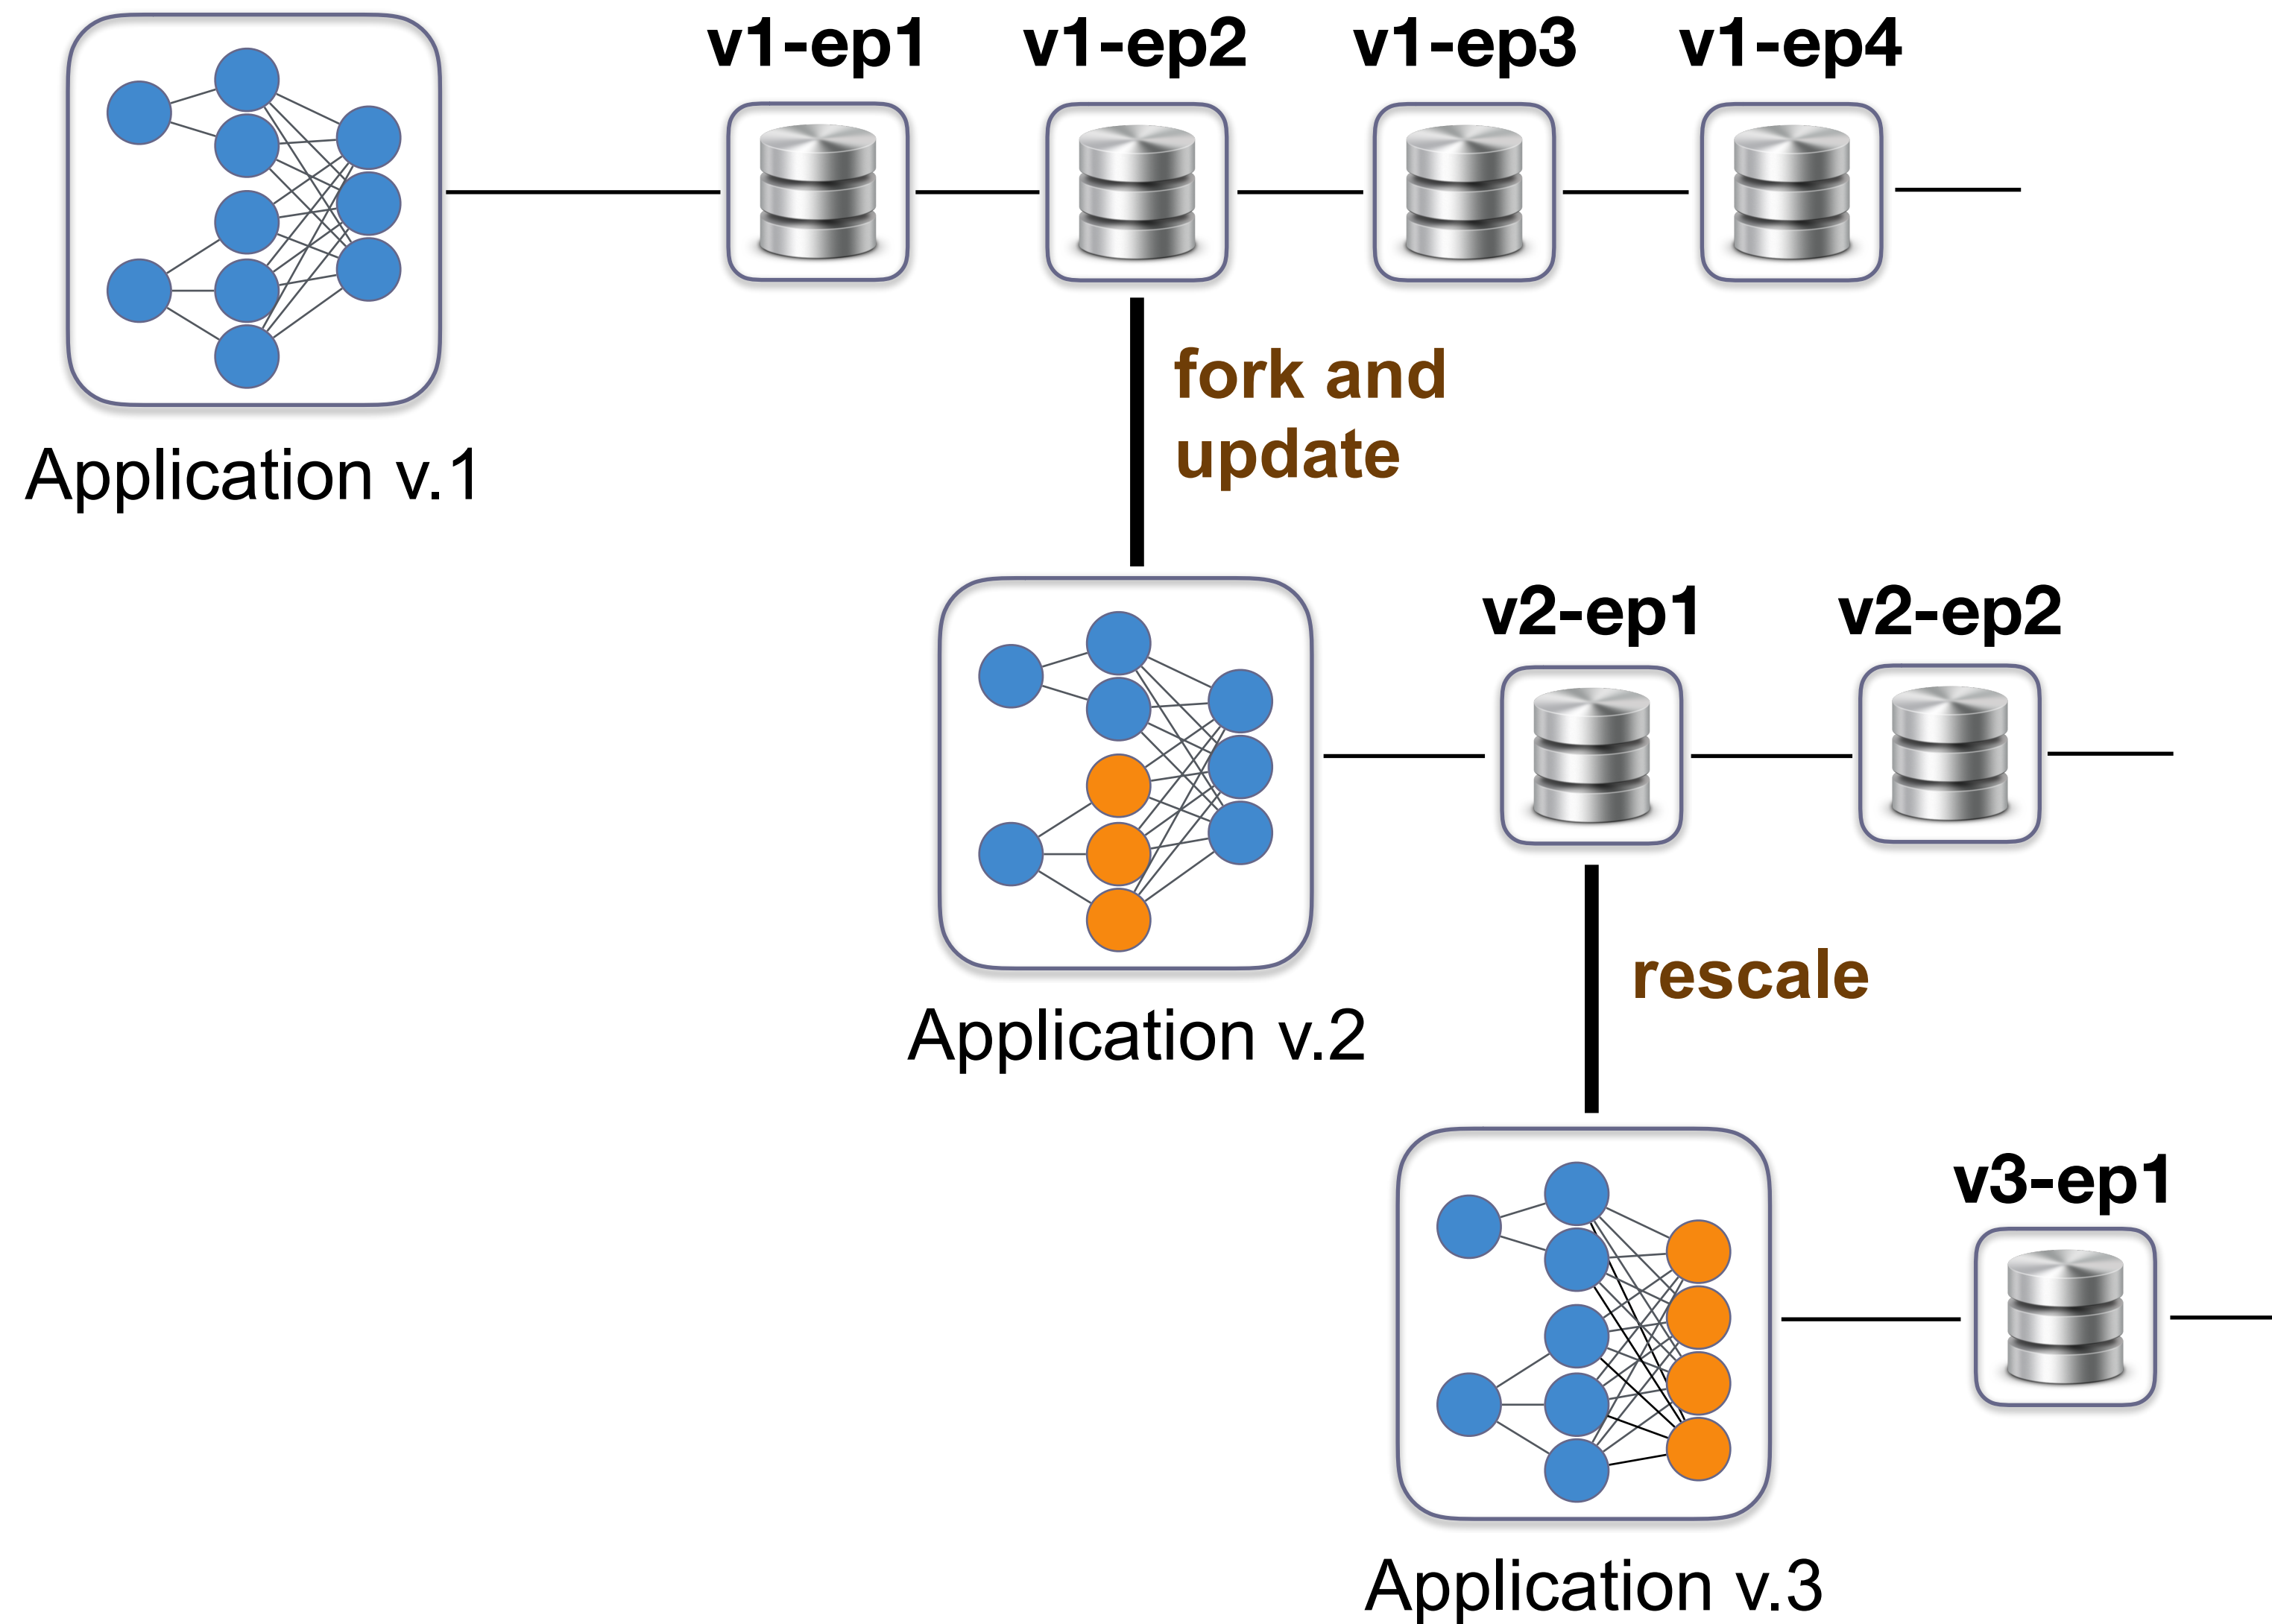 v1-ep1 v1-ep2 v1-ep3 v1-ep4
Application v.1
fork and
update
v2-ep1 v2-ep2
Application v.2
rescale
v3-ep1
Application v.3